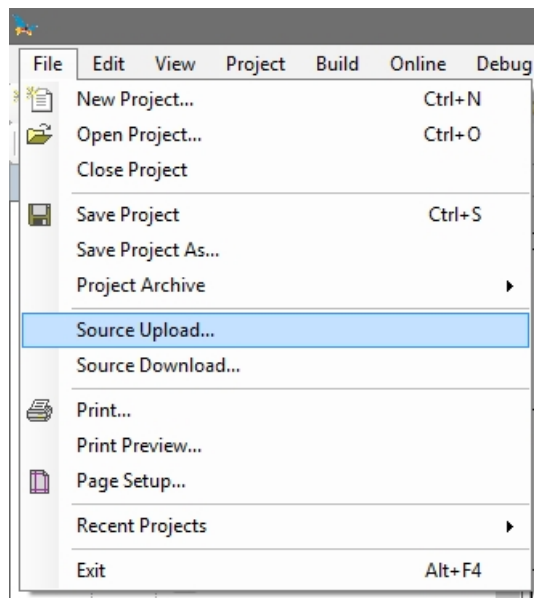 File Edit View Project Build Online Debug
New Project... Ctrl+N
Open Project... Ctrl+O
Close Project
Save Project Ctrl+S
Save Project As...
Project Archive
Source Upload...
Source Download...
Print...
Print Preview...
Page Setup...
Recent Projects
Exit Alt+F4